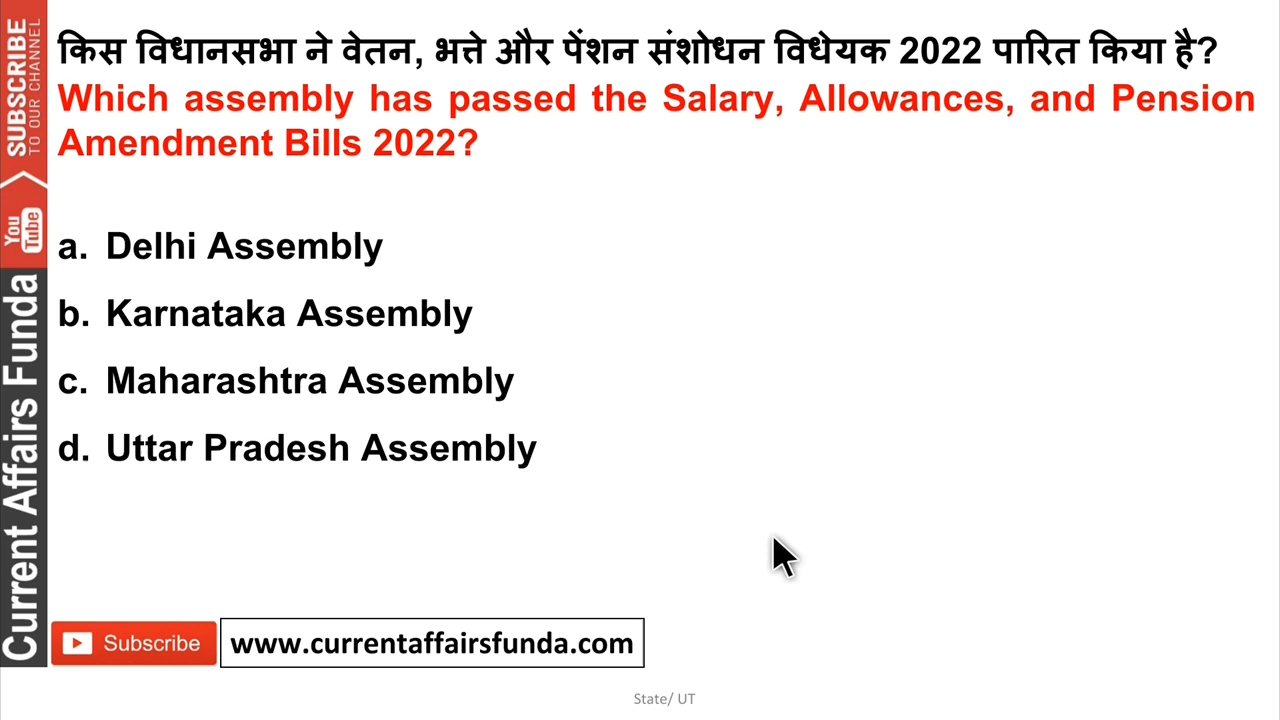 किस विधानसभा ने वेतन, भत्ते और पेंशन संशोधन विधेयक 2022 पारित किया है?
Which assembly has passed the Salary, Allowances, and Pension
Amendment Bills 2022?
a. Delhi Assembly
b. Karnataka Assembly
c. Maharashtra Assembly
d. Uttar Pradesh Assembly
SUBSCRIBE
TO OUR CHANNEL
You
Tube
Current Affairs Funda
Subscribe
www.currentaffairsfunda.com
State/ UT